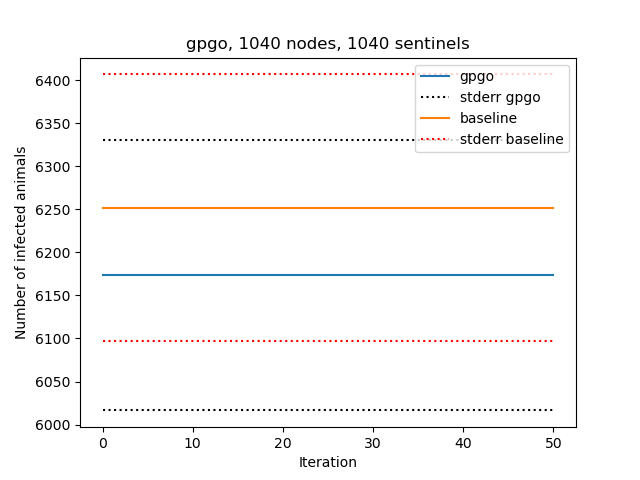 gpgo, 1040 nodes, 1040 sentinels
6400
6350
6300
6250
6200
6150
6100
6050
6000
Number of infected animals
gpgo
stderr gpgo
baseline
stderr baseline
0 10 20 30 40 50
Iteration